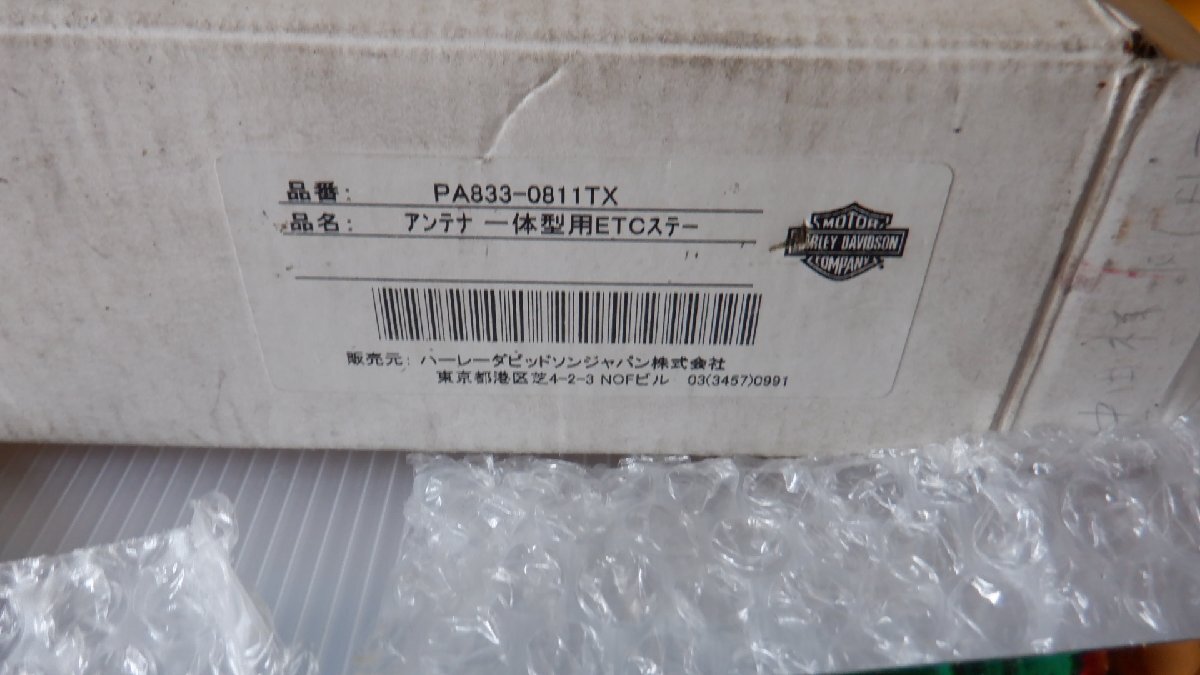 品番: PA833-0811TX
品名: アンテナ 一体型用ETCステー
MOTOR
HARLEY-DAVIDSON
COMPANY
販売元: ハーレーダビッドソンジャパン株式会社
東京都港区芝4-2-3 NOFビル 03(3457)0991